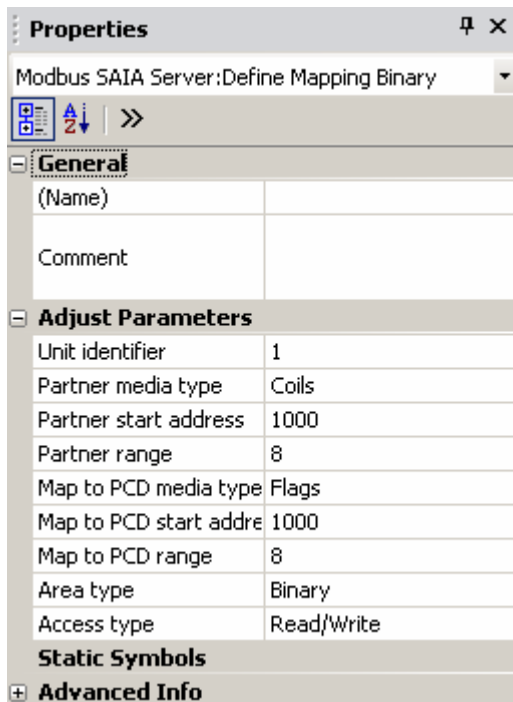 Properties
Modbus SAIA Server:Define Mapping Binary
General
(Name)
Comment
Adjust Parameters
Unit identifier 1
Partner media type Coils
Partner start address 1000
Partner range 8
Map to PCD media type Flags
Map to PCD start addre 1000
Map to PCD range 8
Area type Binary
Access type Read/Write
Static Symbols
Advanced Info